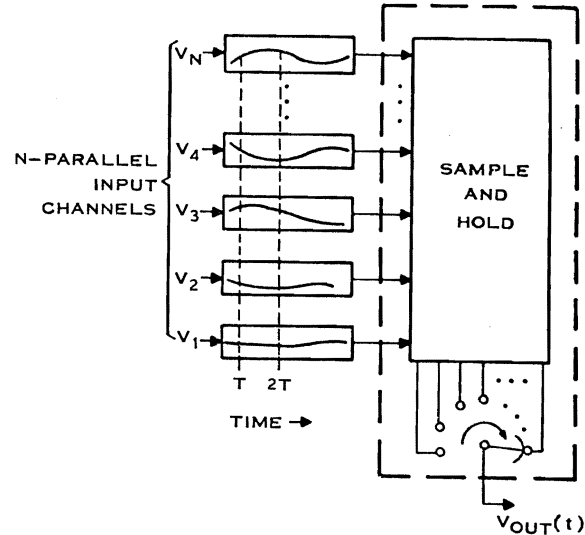 V_N
V_4
N-PARALLEL
INPUT
CHANNELS
V_3
V_2
V_1
T 2T
TIME →
SAMPLE
AND
HOLD
V_OUT(t)